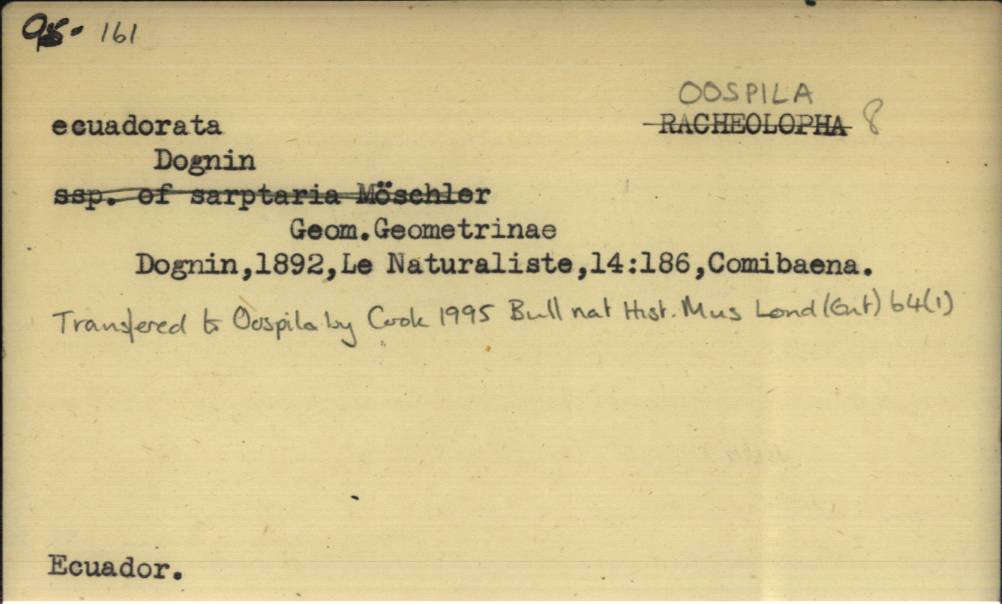 98. 161
OOSPILA
ecuadorata RACHEOLOPHA 8
Dognin
ssp. of sarptaria Möschler
Geom.Geometrinae
Dognin,1892,Le Naturaliste,14:186,Comibaena.
Transfered to Oospila by Cook 1995 Bull nat Hist. Mus Lond (Ent) 64(1)
Ecuador.